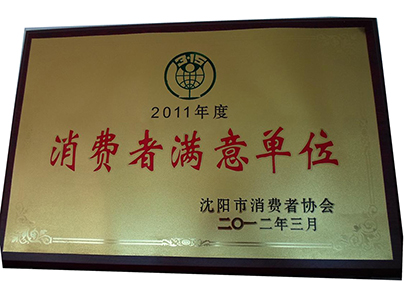 315
2011年度
消费者满意单位
沈阳市消费者协会
二〇一二年三月